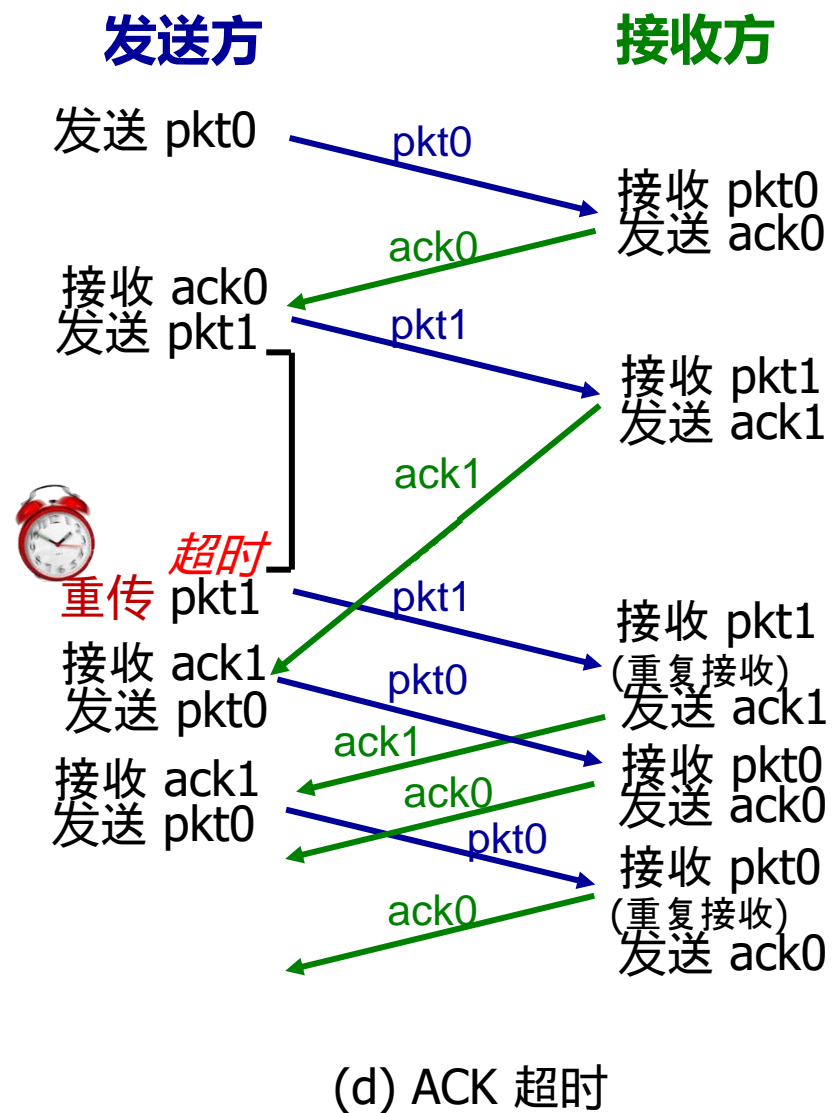 发送方
接收方
发送 pkt0
pkt0
接收 pkt0
发送 ack0
ack0
接收 ack0
发送 pkt1
pkt1
接收 pkt1
发送 ack1
ack1
超时
重传 pkt1
pkt1
接收 pkt1
(重复接收)
接收 ack1
发送 pkt0
pkt0
发送 ack1
ack1
接收 pkt0
发送 ack0
接收 ack1
发送 pkt0
ack0
pkt0
接收 pkt0
(重复接收)
发送 ack0
ack0
(d) ACK 超时